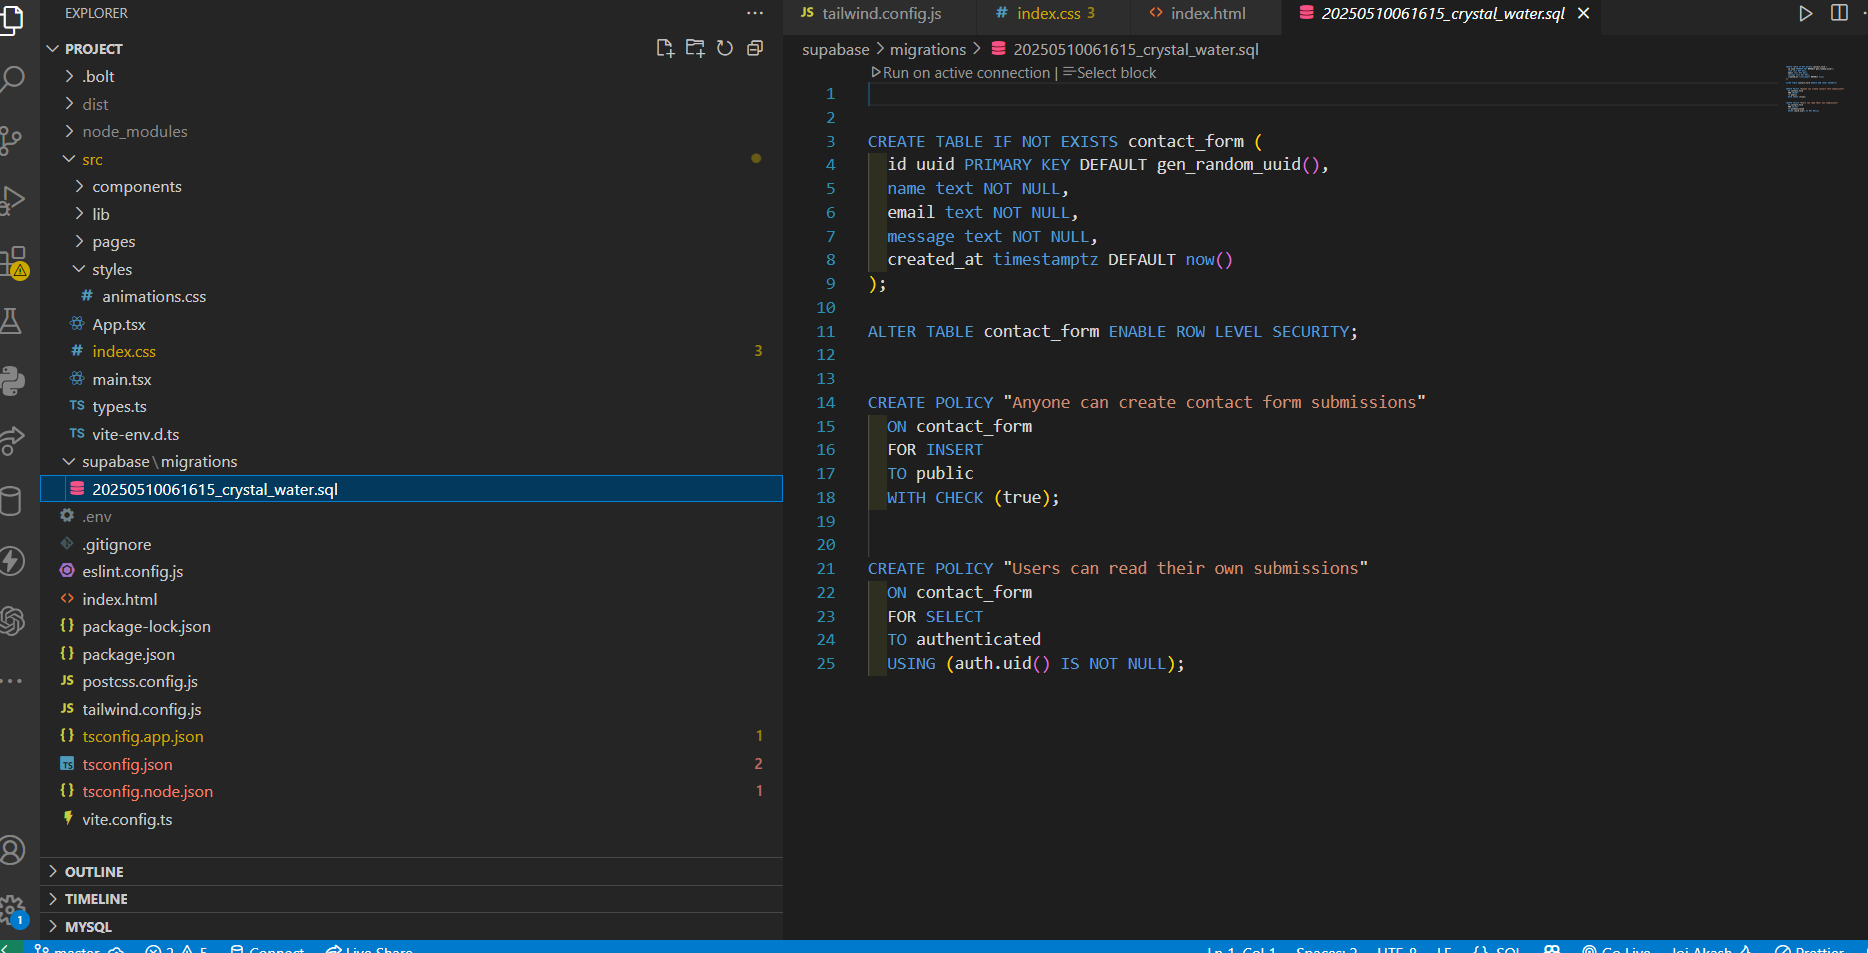 EXPLORER
PROJECT
.bolt
dist
node_modules
src
components
lib
pages
styles
# animations.css
App.tsx
# index.css 3
main.tsx
TS types.ts
TS vite-env.d.ts
supabase\migrations
20250510061615_crystal_water.sql
.env
.gitignore
eslint.config.js
<> index.html
{} package-lock.json
{} package.json
JS postcss.config.js
JS tailwind.config.js
{} tsconfig.app.json 1
TS tsconfig.json 2
{} tsconfig.node.json 1
vite.config.ts
OUTLINE
TIMELINE
MYSQL
1
JS tailwind.config.js # index.css 3 <> index.html 20250510061615_crystal_water.sql
supabase > migrations > 20250510061615_crystal_water.sql
Run on active connection | Select block
1
2
3 CREATE TABLE IF NOT EXISTS contact_form (
4 id uuid PRIMARY KEY DEFAULT gen_random_uuid(),
5 name text NOT NULL,
6 email text NOT NULL,
7 message text NOT NULL,
8 created_at timestamptz DEFAULT now()
9 );
10
11 ALTER TABLE contact_form ENABLE ROW LEVEL SECURITY;
12
13
14 CREATE POLICY "Anyone can create contact form submissions"
15 ON contact_form
16 FOR INSERT
17 TO public
18 WITH CHECK (true);
19
20
21 CREATE POLICY "Users can read their own submissions"
22 ON contact_form
23 FOR SELECT
24 TO authenticated
25 USING (auth.uid() IS NOT NULL);
master 2 5 Connect Live Share Ln 1, Col 1 Spaces: 2 UTF-8 LF {} SQL Go Live Joi Akash Prettier